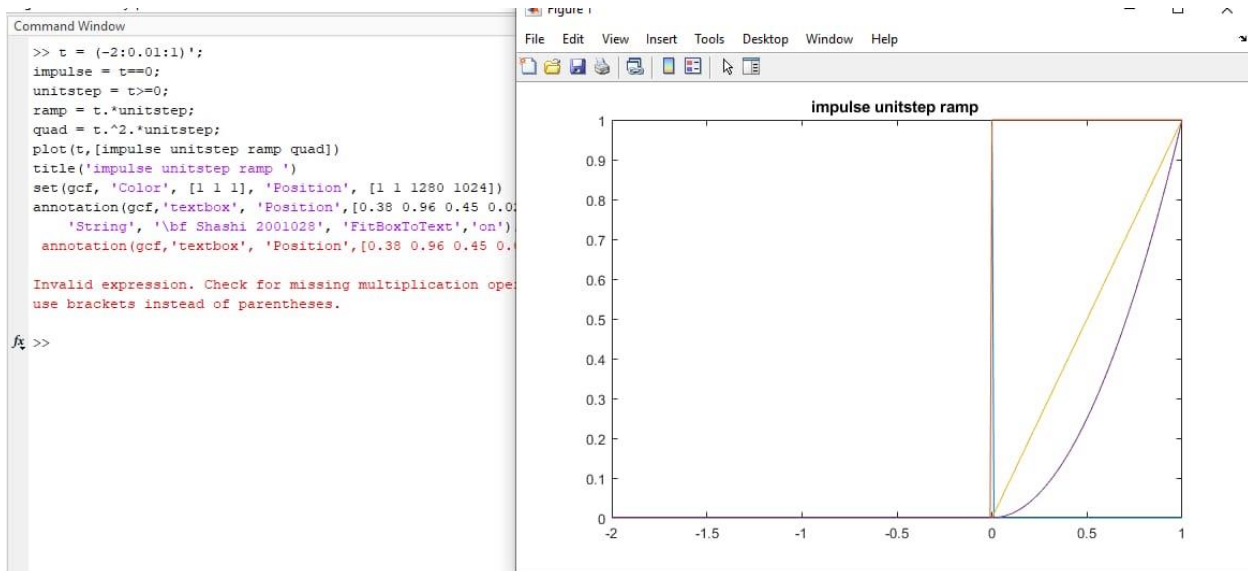 Command Window
>> t = (-2:0.01:1)';
impulse = t==0;
unitstep = t>=0;
ramp = t.*unitstep;
quad = t.^2.*unitstep;
plot(t,[impulse unitstep ramp quad])
title('impulse unitstep ramp ')
set(gcf, 'Color', [1 1 1], 'Position', [1 1 1280 1024])
annotation(gcf,'textbox', 'Position',[0.38 0.96 0.45 0.0
'String', '\bf Shashi 2001028', 'FitBoxToText','on')
annotation(gcf,'textbox', 'Position',[0.38 0.96 0.45 0.
Invalid expression. Check for missing multiplication ope
use brackets instead of parentheses.
fx >>
Figure 1
File Edit View Insert Tools Desktop Window Help
impulse unitstep ramp
1
0.9
0.8
0.7
0.6
0.5
0.4
0.3
0.2
0.1
0
-2 -1.5 -1 -0.5 0 0.5 1